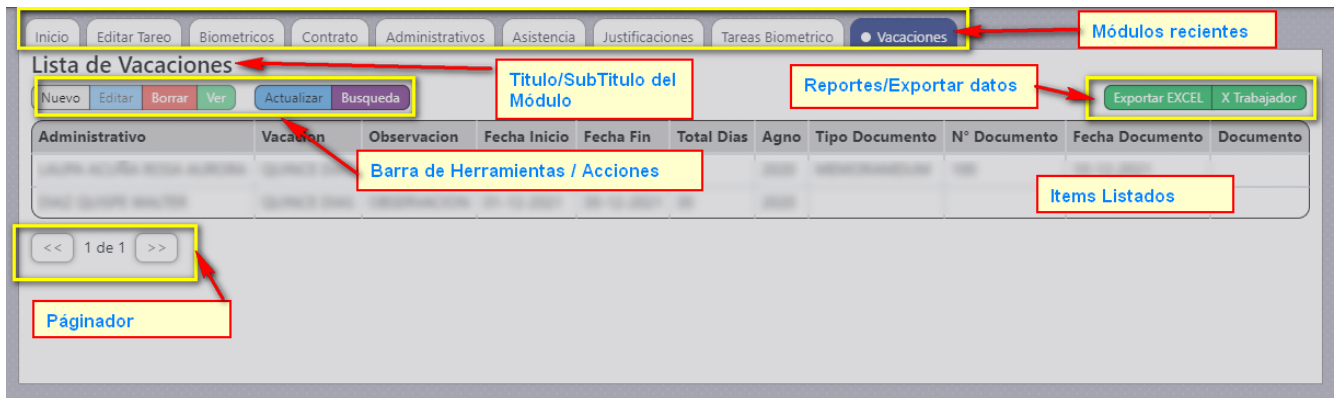 Inicio Editar Tareo Biometricos Contrato Administrativos Asistencia Justificaciones Tareas Biometrico Vacaciones
Módulos recientes
Lista de Vacaciones
Titulo/SubTitulo del
Módulo
Reportes/Exportar datos
Nuevo Editar Borrar Ver Actualizar Busqueda
Exportar EXCEL X Trabajador
Administrativo Vacacion Observacion Fecha Inicio Fecha Fin Total Dias Agno Tipo Documento N° Documento Fecha Documento Documento
Barra de Herramientas / Acciones
Items Listados
<< 1 de 1 >>
Páginador